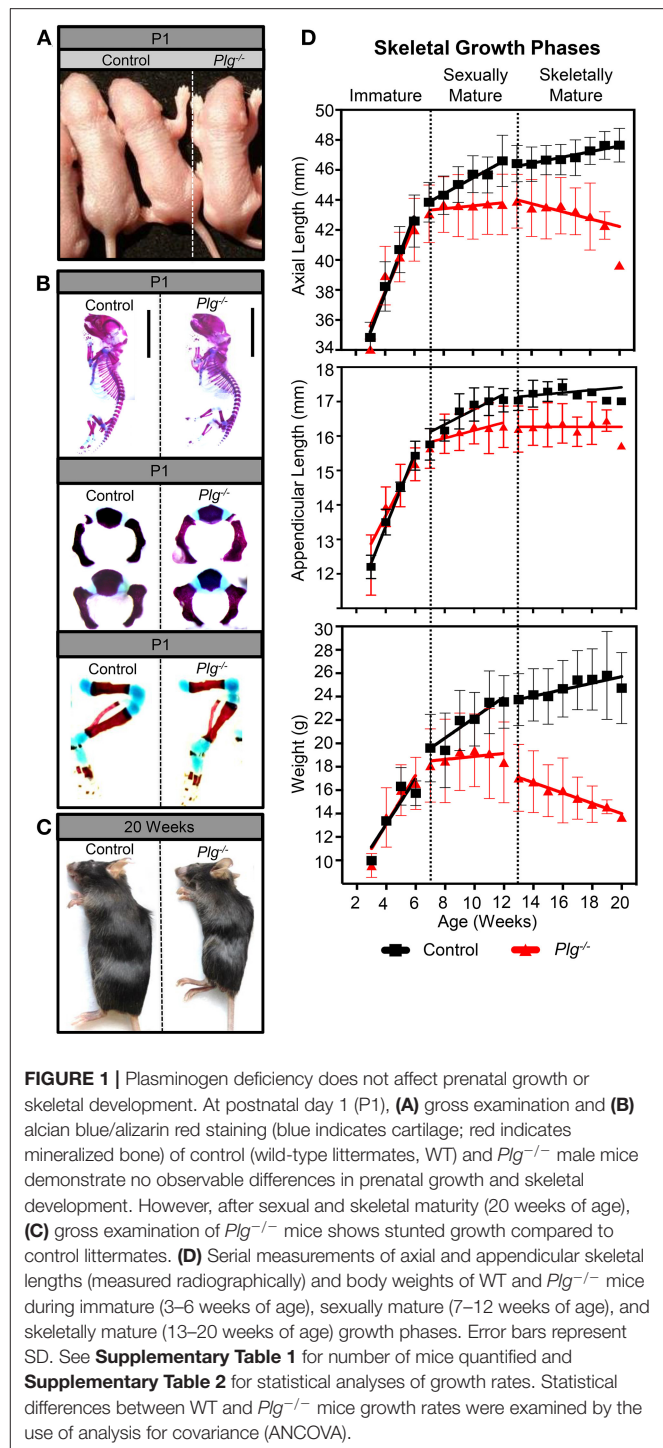 A
P1
Control
Plg-/-
B
P1
Control
Plg-/-
P1
Control
Plg-/-
P1
Control
Plg-/-
C
20 Weeks
Control
Plg-/-
D
Skeletal Growth Phases
Immature
Sexually
Mature
Skeletally
Mature
50
48
46
44
42
40
38
36
34
Axial Length (mm)
17
16
15
14
13
12
11
Appendicular Length (mm)
30
28
26
24
22
20
18
16
14
12
10
Weight (g)
2 4 6 8 10 12 14 16 18 20
Age (Weeks)
Control
Plg-/-
FIGURE 1 | Plasminogen deficiency does not affect prenatal growth or
skeletal development. At postnatal day 1 (P1), (A) gross examination and (B)
alcian blue/alizarin red staining (blue indicates cartilage; red indicates
mineralized bone) of control (wild-type littermates, WT) and Plg−/− male mice
demonstrate no observable differences in prenatal growth and skeletal
development. However, after sexual and skeletal maturity (20 weeks of age),
(C) gross examination of Plg−/− mice shows stunted growth compared to
control littermates. (D) Serial measurements of axial and appendicular skeletal
lengths (measured radiographically) and body weights of WT and Plg−/− mice
during immature (3–6 weeks of age), sexually mature (7–12 weeks of age), and
skeletally mature (13–20 weeks of age) growth phases. Error bars represent
SD. See Supplementary Table 1 for number of mice quantified and
Supplementary Table 2 for statistical analyses of growth rates. Statistical
differences between WT and Plg−/− mice growth rates were examined by the
use of analysis for covariance (ANCOVA).